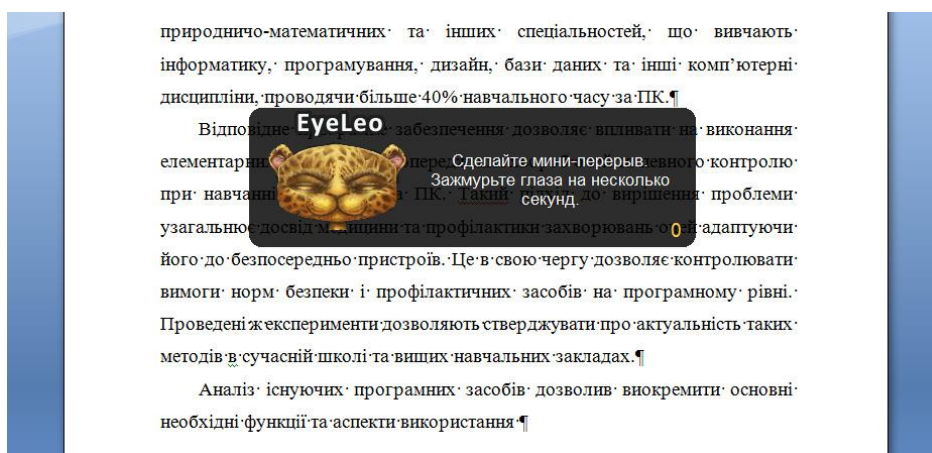 природничо-математичних та інших спеціальностей, що вивчають
інформатику, програмування, дизайн, бази даних та інші комп’ютерні
дисципліни, проводячи більше 40% навчального часу за ПК.¶
Відповідне забезпечення дозволяє впливати на виконання
EyeLeo
елементарн контролю
Сделайте мини-перерыв.
Зажмурьте глаза на несколько
секунд.
0
при навчанні ПК. Такий підхід до вирішення проблеми
узагальнює досвід медицини та профілактики захворювань очей адаптуючи
його до безпосередньо пристроїв. Це в свою чергу дозволяє контролювати
вимоги норм безпеки і профілактичних засобів на програмному рівні.
Проведені ж експерименти дозволяють стверджувати про актуальність таких
методів в сучасній школі та вищих навчальних закладах.¶
Аналіз існуючих програмних засобів дозволив виокремити основні
необхідні функції та аспекти використання ¶